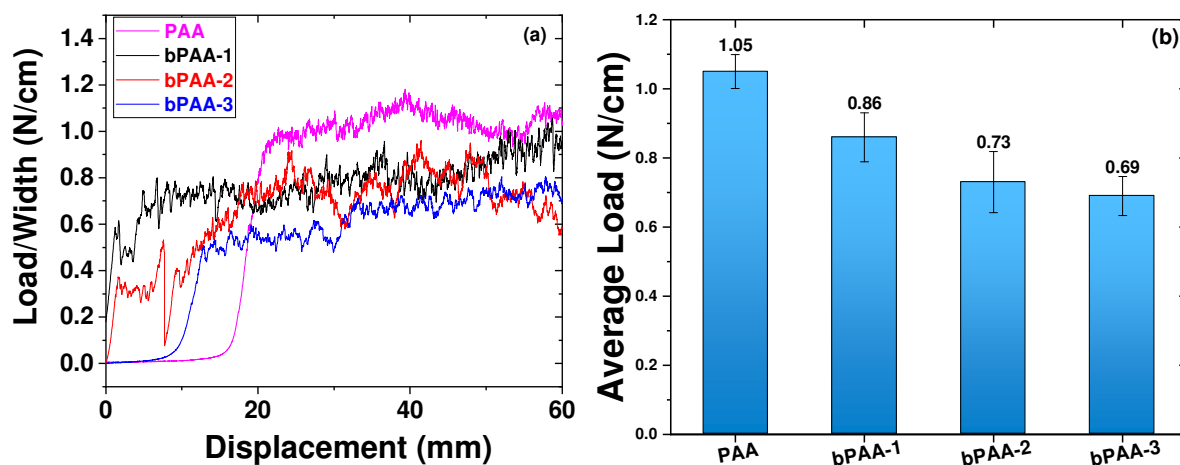 Load/Width (N/cm)
1.4
1.2
1.0
0.8
0.6
0.4
0.2
0.0
PAA
bPAA-1
bPAA-2
bPAA-3
(a)
0
20
40
60
Displacement (mm)
Average Load (N/cm)
1.2
1.0
0.8
0.6
0.4
0.2
0.0
(b)
1.05
0.86
0.73
0.69
PAA
bPAA-1
bPAA-2
bPAA-3